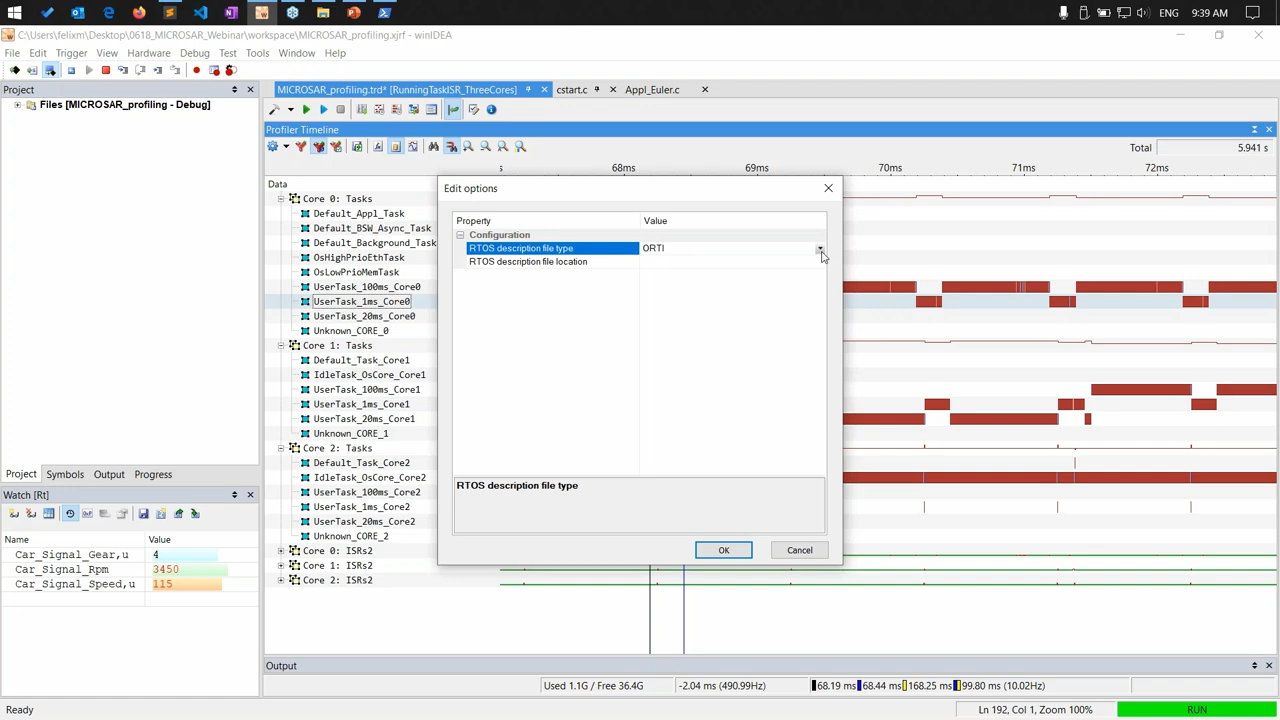 ENG 9:39 AM
C:\Users\felixm\Desktop\0618_MICROSAR_Webinar\workspace\MICROSAR_profiling.xjrf - winIDEA
File Edit Trigger View Hardware Debug Test Tools Window Help
Project
Files [MICROSAR_profiling - Debug]
MICROSAR_profiling.trd* [RunningTaskISR_ThreeCores] cstart.c App_Euler.c
Profiler Timeline
Total 5.941 s
s 68ms 69ms 70ms 71ms 72ms
Data
Core 0: Tasks
Default_Appl_Task
Default_BSW_Async_Task
Default_Background_Task
OsHighPrioEthTask
OsLowPrioMemTask
UserTask_100ms_Core0
UserTask_1ms_Core0
UserTask_20ms_Core0
Unknown_CORE_0
Core 1: Tasks
Default_Task_Core1
IdleTask_OsCore_Core1
UserTask_100ms_Core1
UserTask_1ms_Core1
UserTask_20ms_Core1
Unknown_CORE_1
Core 2: Tasks
Default_Task_Core2
IdleTask_OsCore_Core2
UserTask_100ms_Core2
UserTask_1ms_Core2
UserTask_20ms_Core2
Unknown_CORE_2
Core 0: ISRs2
Core 1: ISRs2
Core 2: ISRs2
Edit options
Property Value
Configuration
RTOS description file type ORTI
RTOS description file location
RTOS description file type
OK Cancel
Project Symbols Output Progress
Watch [Rt]
Name Value
Car_Signal_Gear,u 4
Car_Signal_Rpm 3450
Car_Signal_Speed,u 115
Output
Used 1.1G / Free 36.4G -2.04 ms (490.99Hz) 68.19 ms 68.44 ms 168.25 ms 99.80 ms (10.02Hz)
Ready Ln 192, Col 1, Zoom 100% RUN